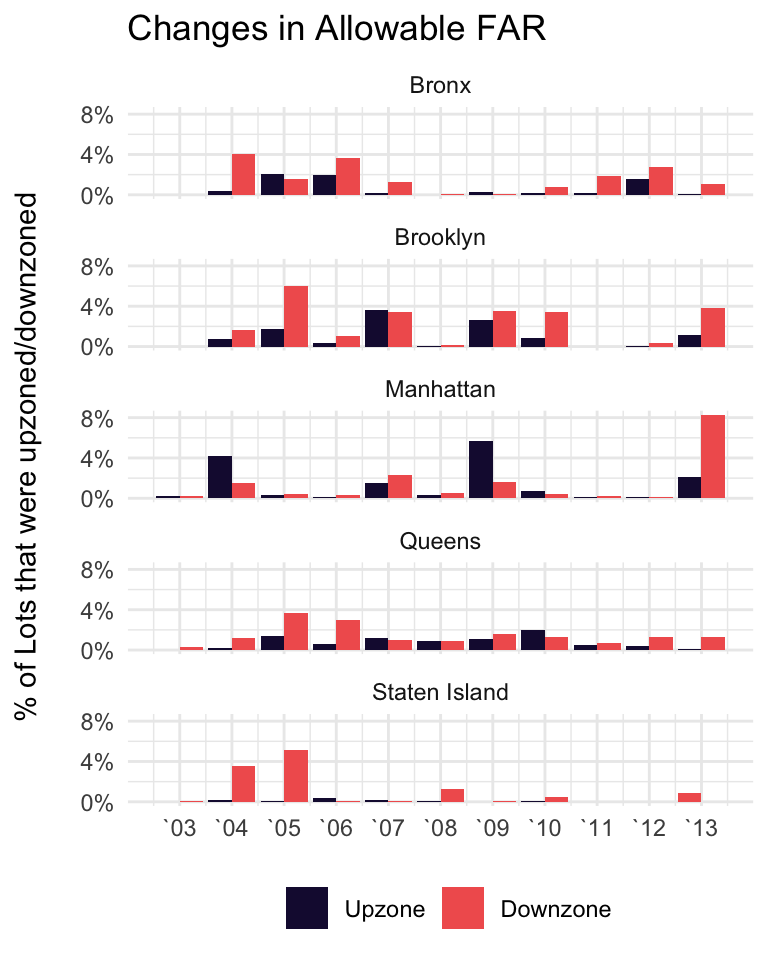 Changes in Allowable FAR
% of Lots that were upzoned/downzoned
Bronx
8%
4%
0%
Brooklyn
8%
4%
0%
Manhattan
8%
4%
0%
Queens
8%
4%
0%
Staten Island
8%
4%
0%
`03 `04 `05 `06 `07 `08 `09 `10 `11 `12 `13
Upzone Downzone